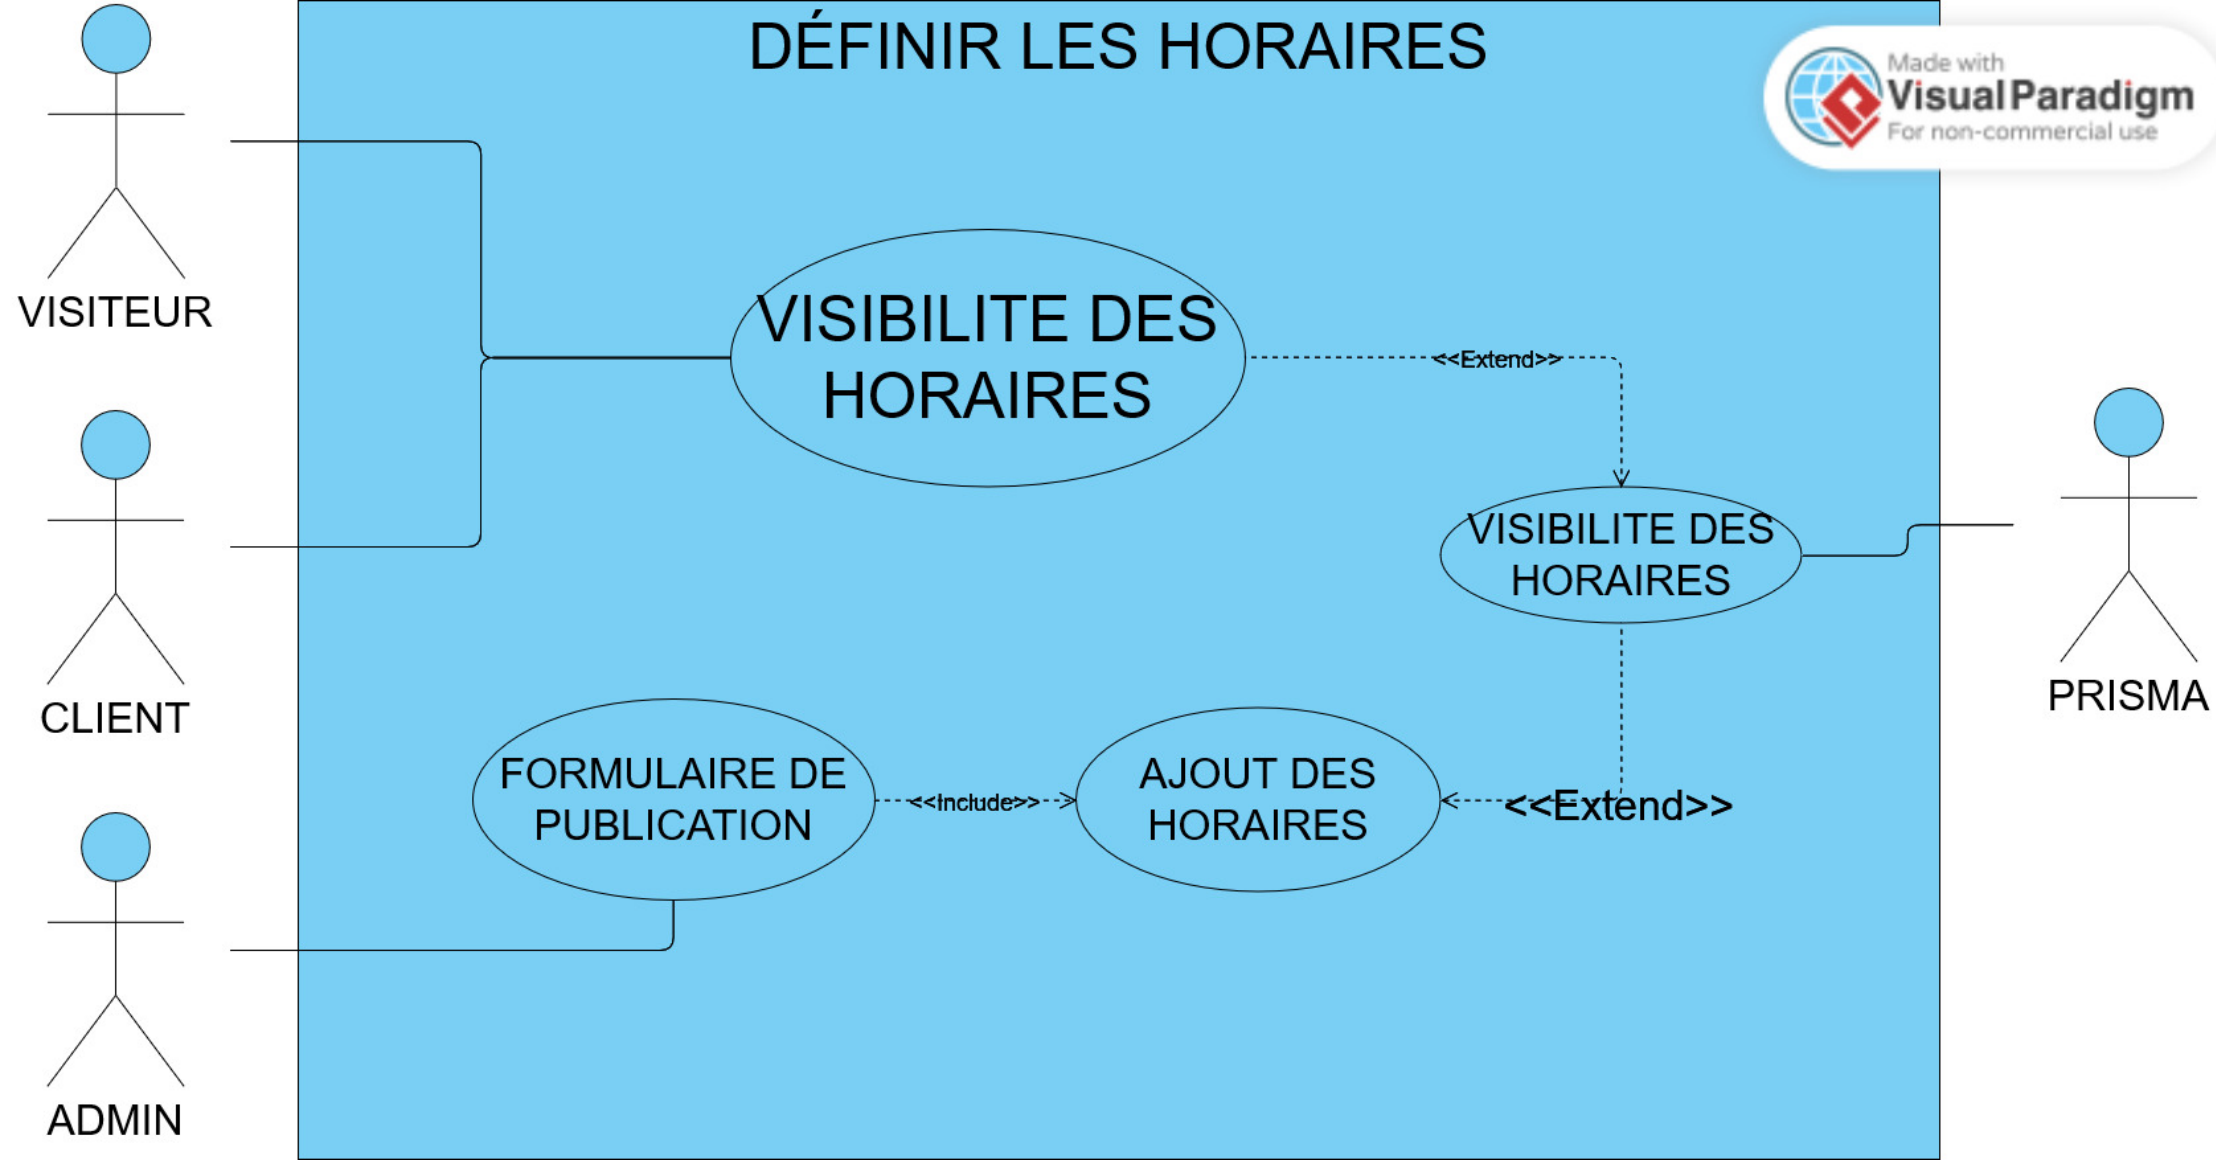 DÉFINIR LES HORAIRES
Made with
Visual Paradigm
For non-commercial use
VISITEUR
VISIBILITE DES
HORAIRES
<<Extend>>
CLIENT
VISIBILITE DES
HORAIRES
PRISMA
FORMULAIRE DE
PUBLICATION
<<Include>>
AJOUT DES
HORAIRES
<<Extend>>
ADMIN